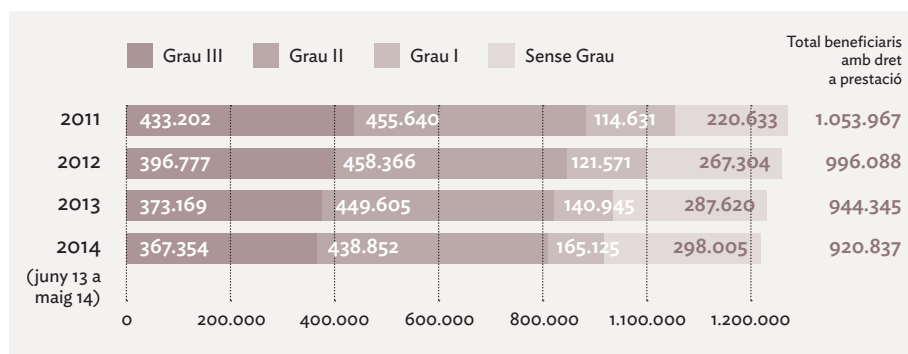 Grau III Grau II Grau I Sense Grau
Total beneficiaris
amb dret
a prestació
2011 433.202 455.640 114.631 220.633 1.053.967
2012 396.777 458.366 121.571 267.304 996.088
2013 373.169 449.605 140.945 287.620 944.345
2014 367.354 438.852 165.125 298.005 920.837
(juny 13 a
maig 14)
0 200.000 400.000 600.000 800.000 1.100.000 1.200.000